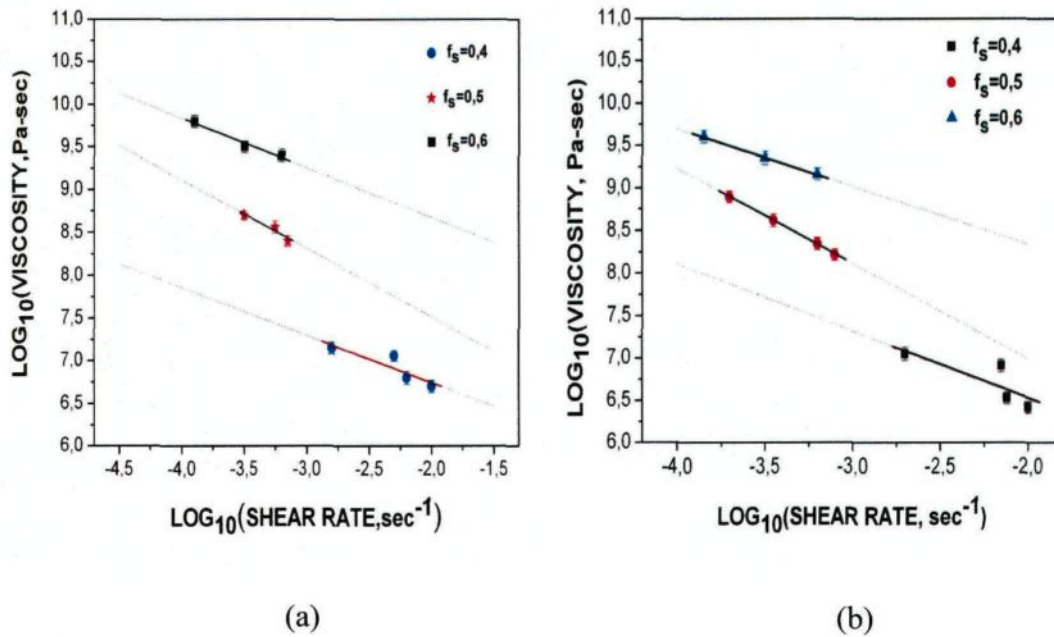 LOG10(VISCOSITY,Pa-sec)
11,0
10,5
10,0
9,5
9,0
8,5
8,0
7,5
7,0
6,5
6,0
fs=0,4
fs=0,5
fs=0,6
-4,5 -4,0 -3,5 -3,0 -2,5 -2,0 -1,5
LOG10(SHEAR RATE,sec-1)
(a)
LOG10(VISCOSITY, Pa-sec)
11,0
10,5
10,0
9,5
9,0
8,5
8,0
7,5
7,0
6,5
6,0
fs=0,4
fs=0,5
fs=0,6
-4,0 -3,5 -3,0 -2,5 -2,0
LOG10(SHEAR RATE, sec-1)
(b)